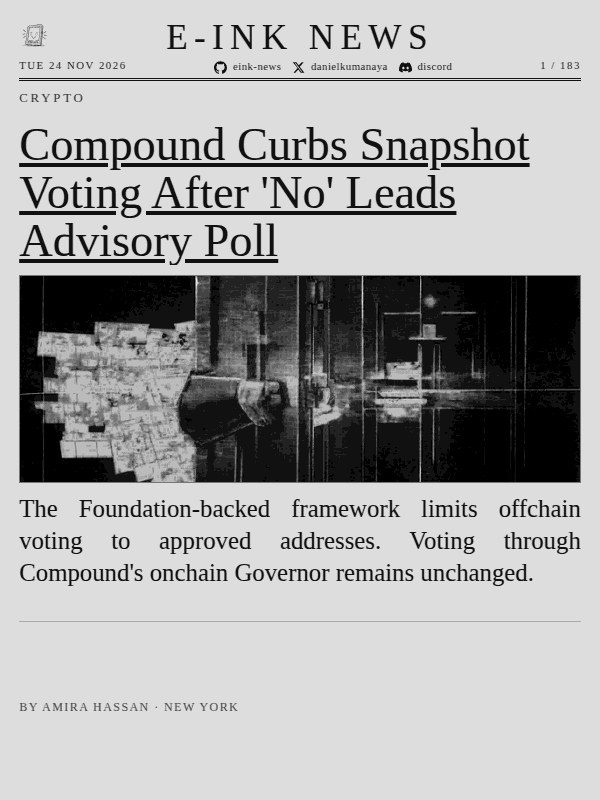 E-INK NEWS
TUE 24 NOV 2026
eink-news danielkumanaya discord
1 / 183
CRYPTO
Compound Curbs Snapshot
Voting After 'No' Leads
Advisory Poll
The Foundation-backed framework limits offchain
voting to approved addresses. Voting through
Compound's onchain Governor remains unchanged.
BY AMIRA HASSAN · NEW YORK